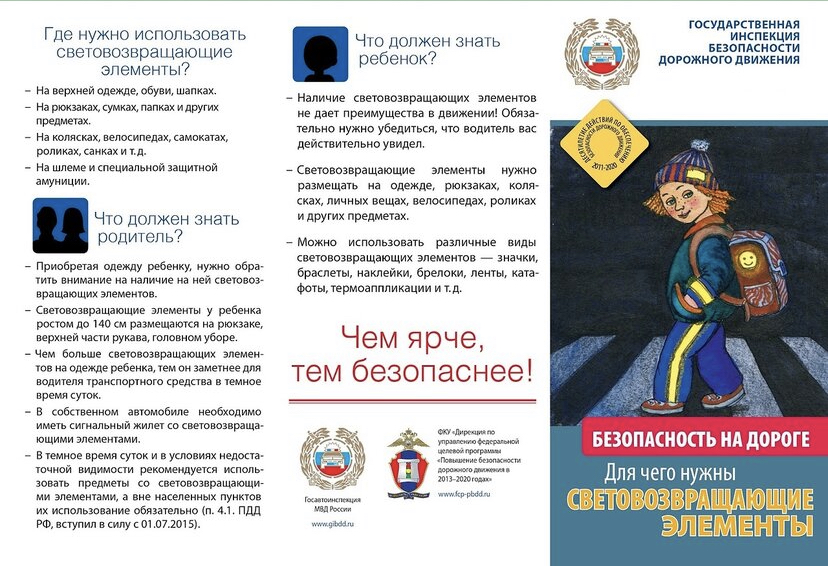 Где нужно использовать
световозвращающие
элементы?
– На верхней одежде, обуви, шапках.
– На рюкзаках, сумках, папках и других
предметах.
– На колясках, велосипедах, самокатах,
роликах, санках и т. д.
– На шлеме и специальной защитной
амуниции.
Что должен знать
родитель?
– Приобретая одежду ребенку, нужно обра-
тить внимание на наличие на ней световоз-
вращающих элементов.
– Световозвращающие элементы у ребенка
ростом до 140 см размещаются на рюкзаке,
верхней части рукава, головном уборе.
– Чем больше световозвращающих элемен-
тов на одежде ребенка, тем он заметнее для
водителя транспортного средства в темное
время суток.
– В собственном автомобиле необходимо
иметь сигнальный жилет со световозвраща-
ющими элементами.
– В темное время суток и в условиях недоста-
точной видимости рекомендуется исполь-
зовать предметы со световозвращающи-
ми элементами, а вне населенных пунктов
их использование обязательно (п. 4.1. ПДД
РФ, вступил в силу с 01.07.2015).
Что должен знать
ребенок?
– Наличие световозвращающих элементов
не дает преимущества в движении! Обяза-
тельно нужно убедиться, что водитель вас
действительно увидел.
– Световозвращающие элементы нужно
размещать на одежде, рюкзаках, коля-
сках, личных вещах, велосипедах, роликах
и других предметах.
– Можно использовать различные виды
световозвращающих элементов — значки,
браслеты, наклейки, брелоки, ленты, ката-
фоты, термоаппликации и т. д.
Чем ярче,
тем безопаснее!
Госавтоинспекция
МВД России
www.gibdd.ru
ФКУ «Дирекция по
управлению федеральной
целевой программы
«Повышение безопасности
дорожного движения в
2013–2020 годах»
www.fcp-pbdd.ru
ГОСУДАРСТВЕННАЯ
ИНСПЕКЦИЯ
БЕЗОПАСНОСТИ
ДОРОЖНОГО ДВИЖЕНИЯ
ДЕСЯТИЛЕТИЕ ДЕЙСТВИЙ ПО ОБЕСПЕЧЕНИЮ
БЕЗОПАСНОСТИ ДОРОЖНОГО ДВИЖЕНИЯ
2011-2020
БЕЗОПАСНОСТЬ НА ДОРОГЕ
Для чего нужны
СВЕТОВОЗВРАЩАЮЩИЕ
ЭЛЕМЕНТЫ